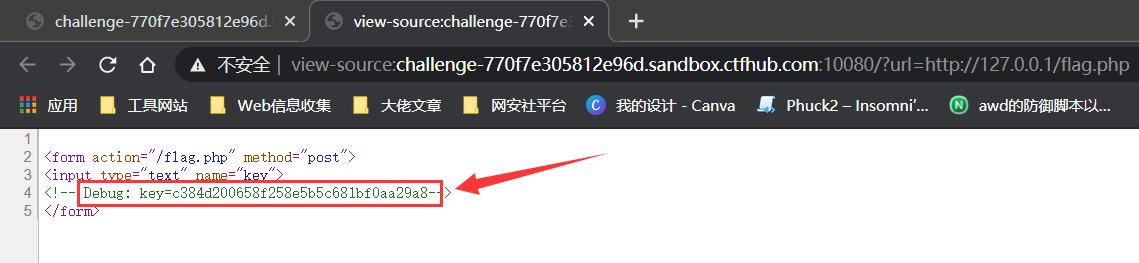 challenge-770f7e305812e96d.s
view-source:challenge-770f7e3
不安全 | view-source:challenge-770f7e305812e96d.sandbox.ctfhub.com:10080/?url=http://127.0.0.1/flag.php
应用 工具网站 Web信息收集 大佬文章 网安社平台 C 我的设计 - Canva Phuck2 – Insomni'... N awd的防御脚本以...
1
2 <form action="/flag.php" method="post">
3 <input type="text" name="key">
4 <!-- Debug: key=c384d200658f258e5b5c681bf0aa29a8-->
5 </form>